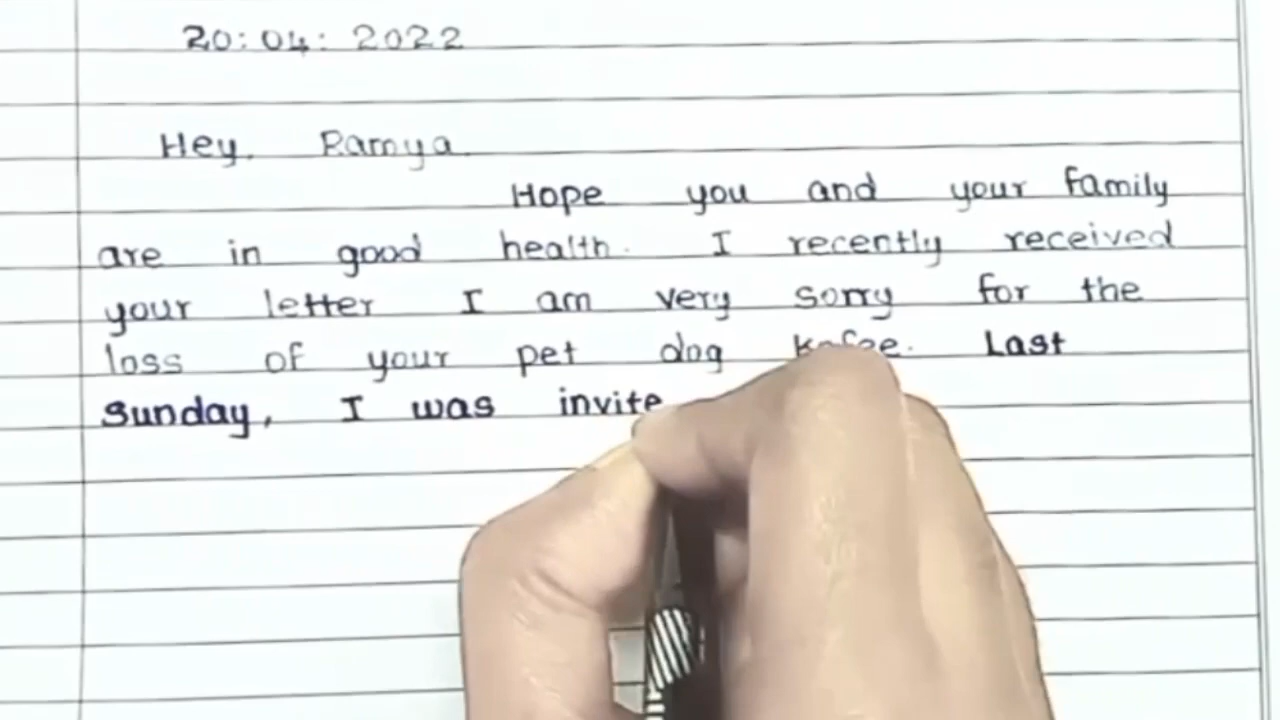 20:04:2022
Hey, Ramya
Hope you and your family
are in good health. I recently received
your letter I am very sorry for the
loss of your pet dog Last
Sunday, I was invite